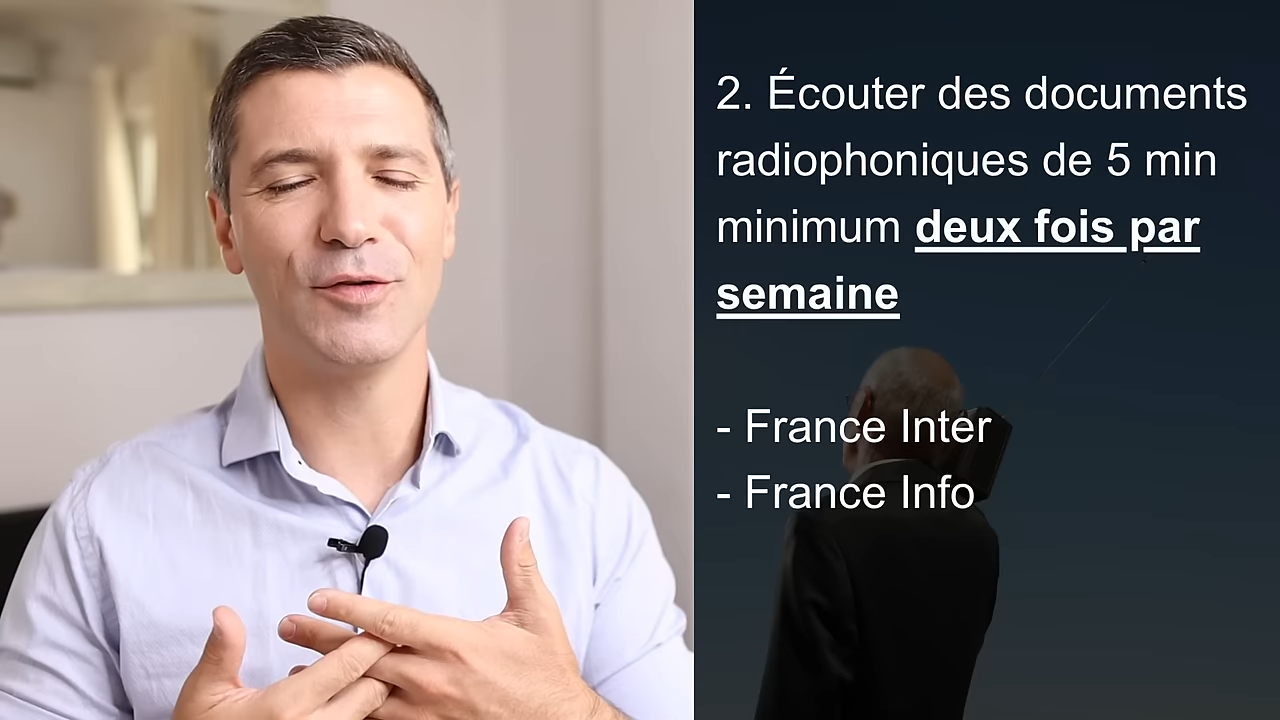 2. Écouter des documents
radiophoniques de 5 min
minimum deux fois par
semaine
- France Inter
- France Info